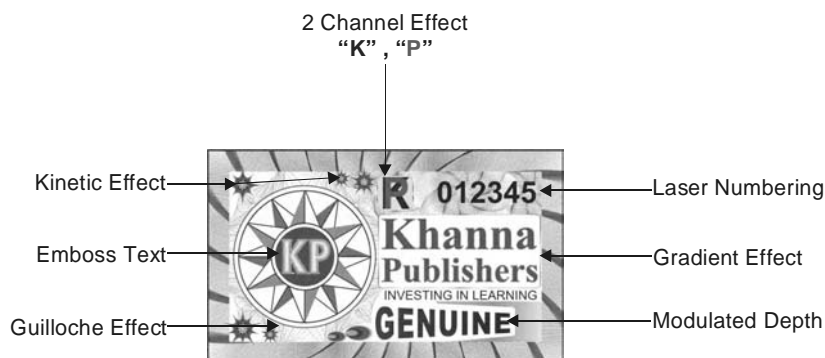 2 Channel Effect
“K” , “P”
Kinetic Effect
012345
Laser Numbering
Emboss Text
KP
Khanna
Publishers
Gradient Effect
INVESTING IN LEARNING
Guilloche Effect
GENUINE
Modulated Depth